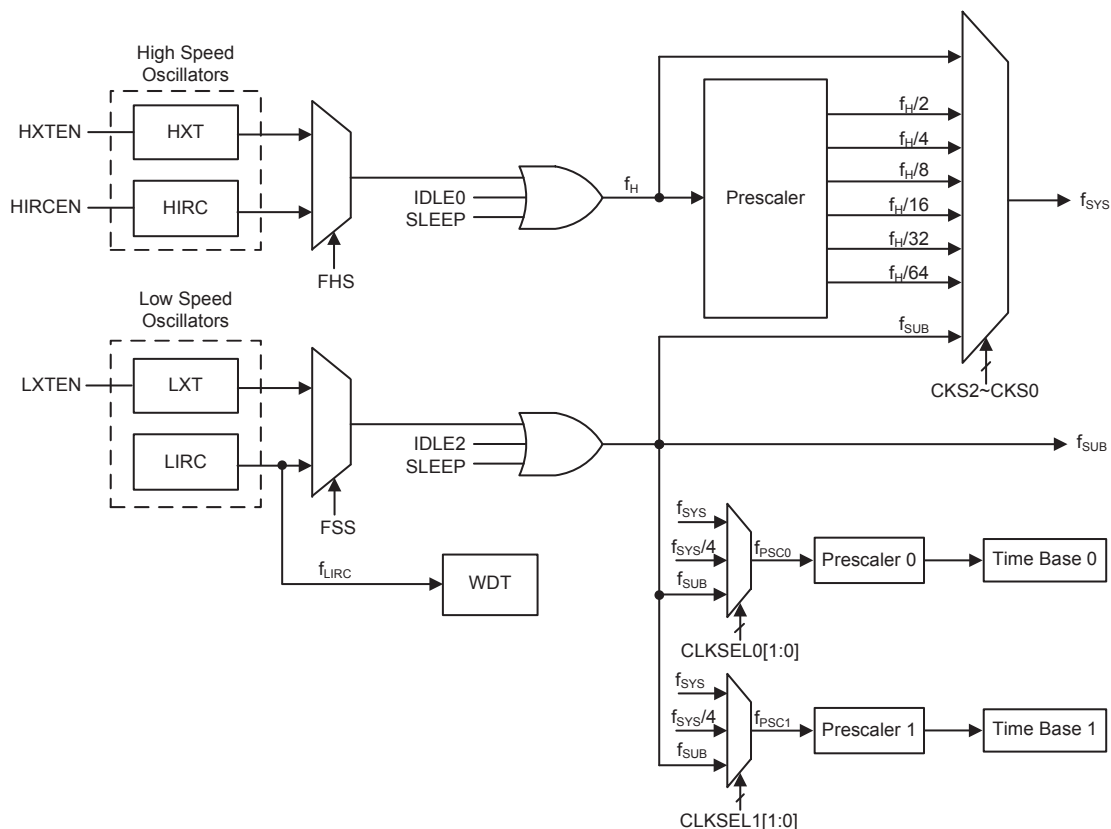 High Speed
Oscillators
HXTEN
HXT
HIRCEN
HIRC
FHS
IDLE0
SLEEP
fH
Prescaler
fH/2
fH/4
fH/8
fH/16
fH/32
fH/64
fSUB
fSYS
CKS2~CKS0
Low Speed
Oscillators
LXTEN
LXT
LIRC
FSS
IDLE2
SLEEP
fSUB
fLIRC
WDT
fSYS
fSYS/4
fSUB
fPSC0
Prescaler 0
Time Base 0
CLKSEL0[1:0]
fSYS
fSYS/4
fSUB
fPSC1
Prescaler 1
Time Base 1
CLKSEL1[1:0]